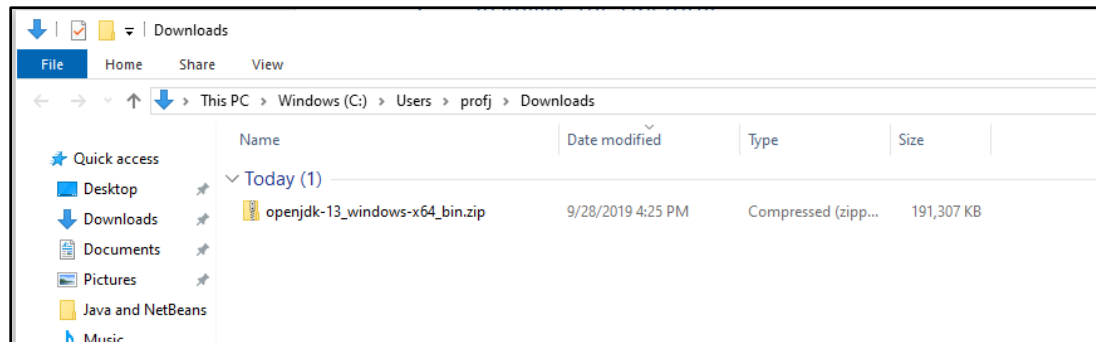 Downloads
File Home Share View
This PC > Windows (C:) > Users > profj > Downloads
Name Date modified Type Size
Quick access
Today (1)
Desktop
openjdk-13_windows-x64_bin.zip 9/28/2019 4:25 PM Compressed (zipp... 191,307 KB
Downloads
Documents
Pictures
Java and NetBeans
Music